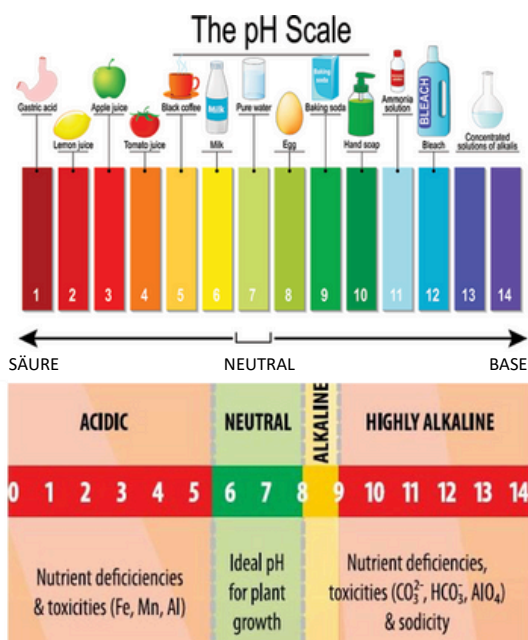 The pH Scale
Gastric acid
Apple juice
Black coffee
Pure water
Baking soda
Ammonia
solution
Lemon juice
Tomato juice
Milk
Egg
Hand soap
Bleach
Concentrated
solutions of alkalis
Milk
Baking
soda
BLEACH
1 2 3 4 5 6 7 8 9 10 11 12 13 14
SÄURE NEUTRAL BASE
ACIDIC NEUTRAL ALKALINE HIGHLY ALKALINE
0 1 2 3 4 5 6 7 8 9 10 11 12 13 14
Nutrient deficiciencies
& toxicities (Fe, Mn, Al)
Ideal pH
for plant
growth
Nutrient deficiencies,
toxicities (CO₃²⁻, HCO₃⁻, AlO₄)
& sodicity